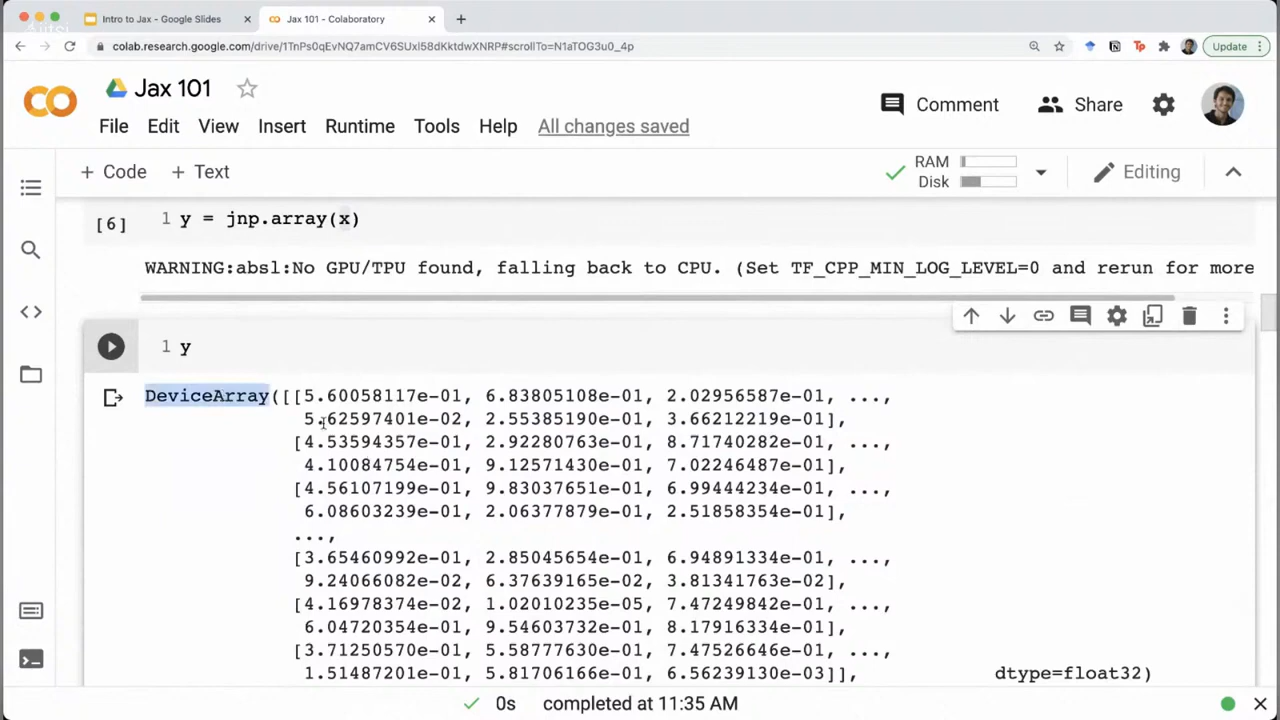 Intro to Jax - Google Slides
Jax 101 - Colaboratory
Jitsi
colab.research.google.com/drive/1TnPs0qEvNQ7amCV6SUxl58dKktdwXNRP#scrollTo=N1aTOG3u0_4p
Update
Jax 101
Comment
Share
File Edit View Insert Runtime Tools Help All changes saved
+ Code + Text
RAM
Disk
Editing
[6] 1 y = jnp.array(x)
WARNING:absl:No GPU/TPU found, falling back to CPU. (Set TF_CPP_MIN_LOG_LEVEL=0 and rerun for more
1 y
DeviceArray([[5.60058117e-01, 6.83805108e-01, 2.02956587e-01, ...,
5.62597401e-02, 2.55385190e-01, 3.66212219e-01],
[4.53594357e-01, 2.92280763e-01, 8.71740282e-01, ...,
4.10084754e-01, 9.12571430e-01, 7.02246487e-01],
[4.56107199e-01, 9.83037651e-01, 6.99444234e-01, ...,
6.08603239e-01, 2.06377879e-01, 2.51858354e-01],
...,
[3.65460992e-01, 2.85045654e-01, 6.94891334e-01, ...,
9.24066082e-02, 6.37639165e-02, 3.81341763e-02],
[4.16978374e-02, 1.02010235e-05, 7.47249842e-01, ...,
6.04720354e-01, 9.54603732e-01, 8.17916334e-01],
[3.71250570e-01, 5.58777630e-01, 7.47526646e-01, ...,
1.51487201e-01, 5.81706166e-01, 6.56239130e-03]], dtype=float32)
0s completed at 11:35 AM